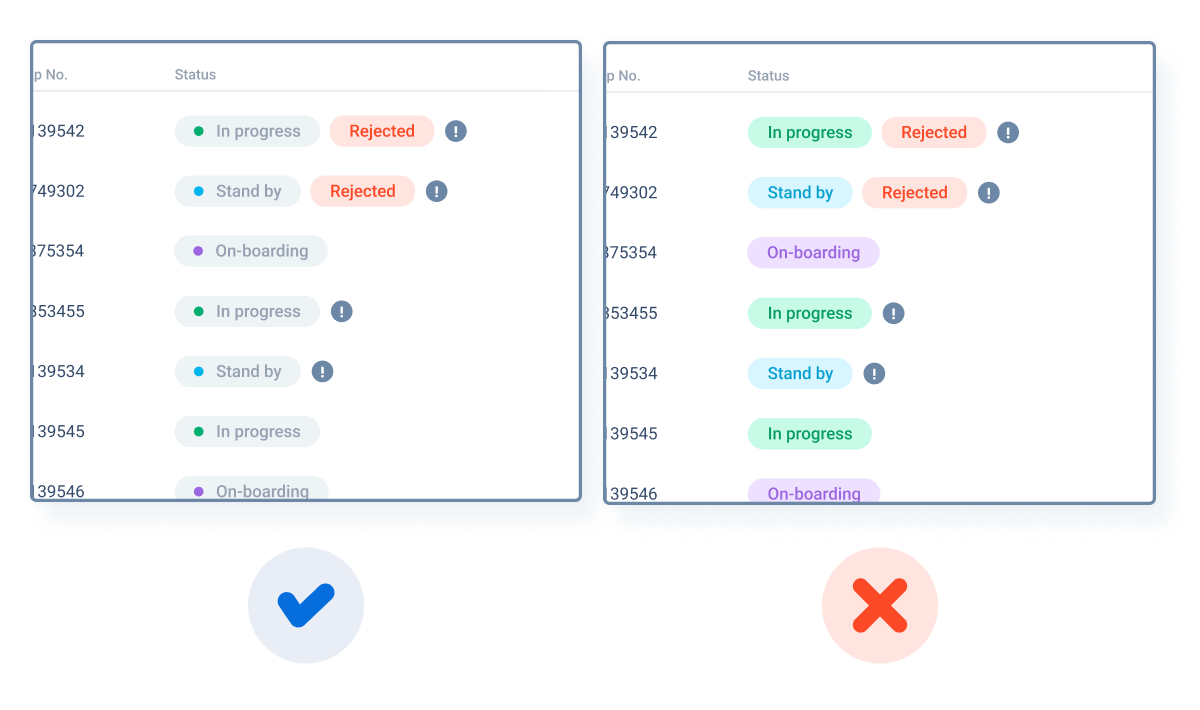 p No. Status
139542 In progress Rejected !
749302 Stand by Rejected !
375354 On-boarding
353455 In progress !
139534 Stand by !
139545 In progress
139546 On-boarding
p No. Status
139542 In progress Rejected !
749302 Stand by Rejected !
375354 On-boarding
353455 In progress !
139534 Stand by !
139545 In progress
139546 On-boarding